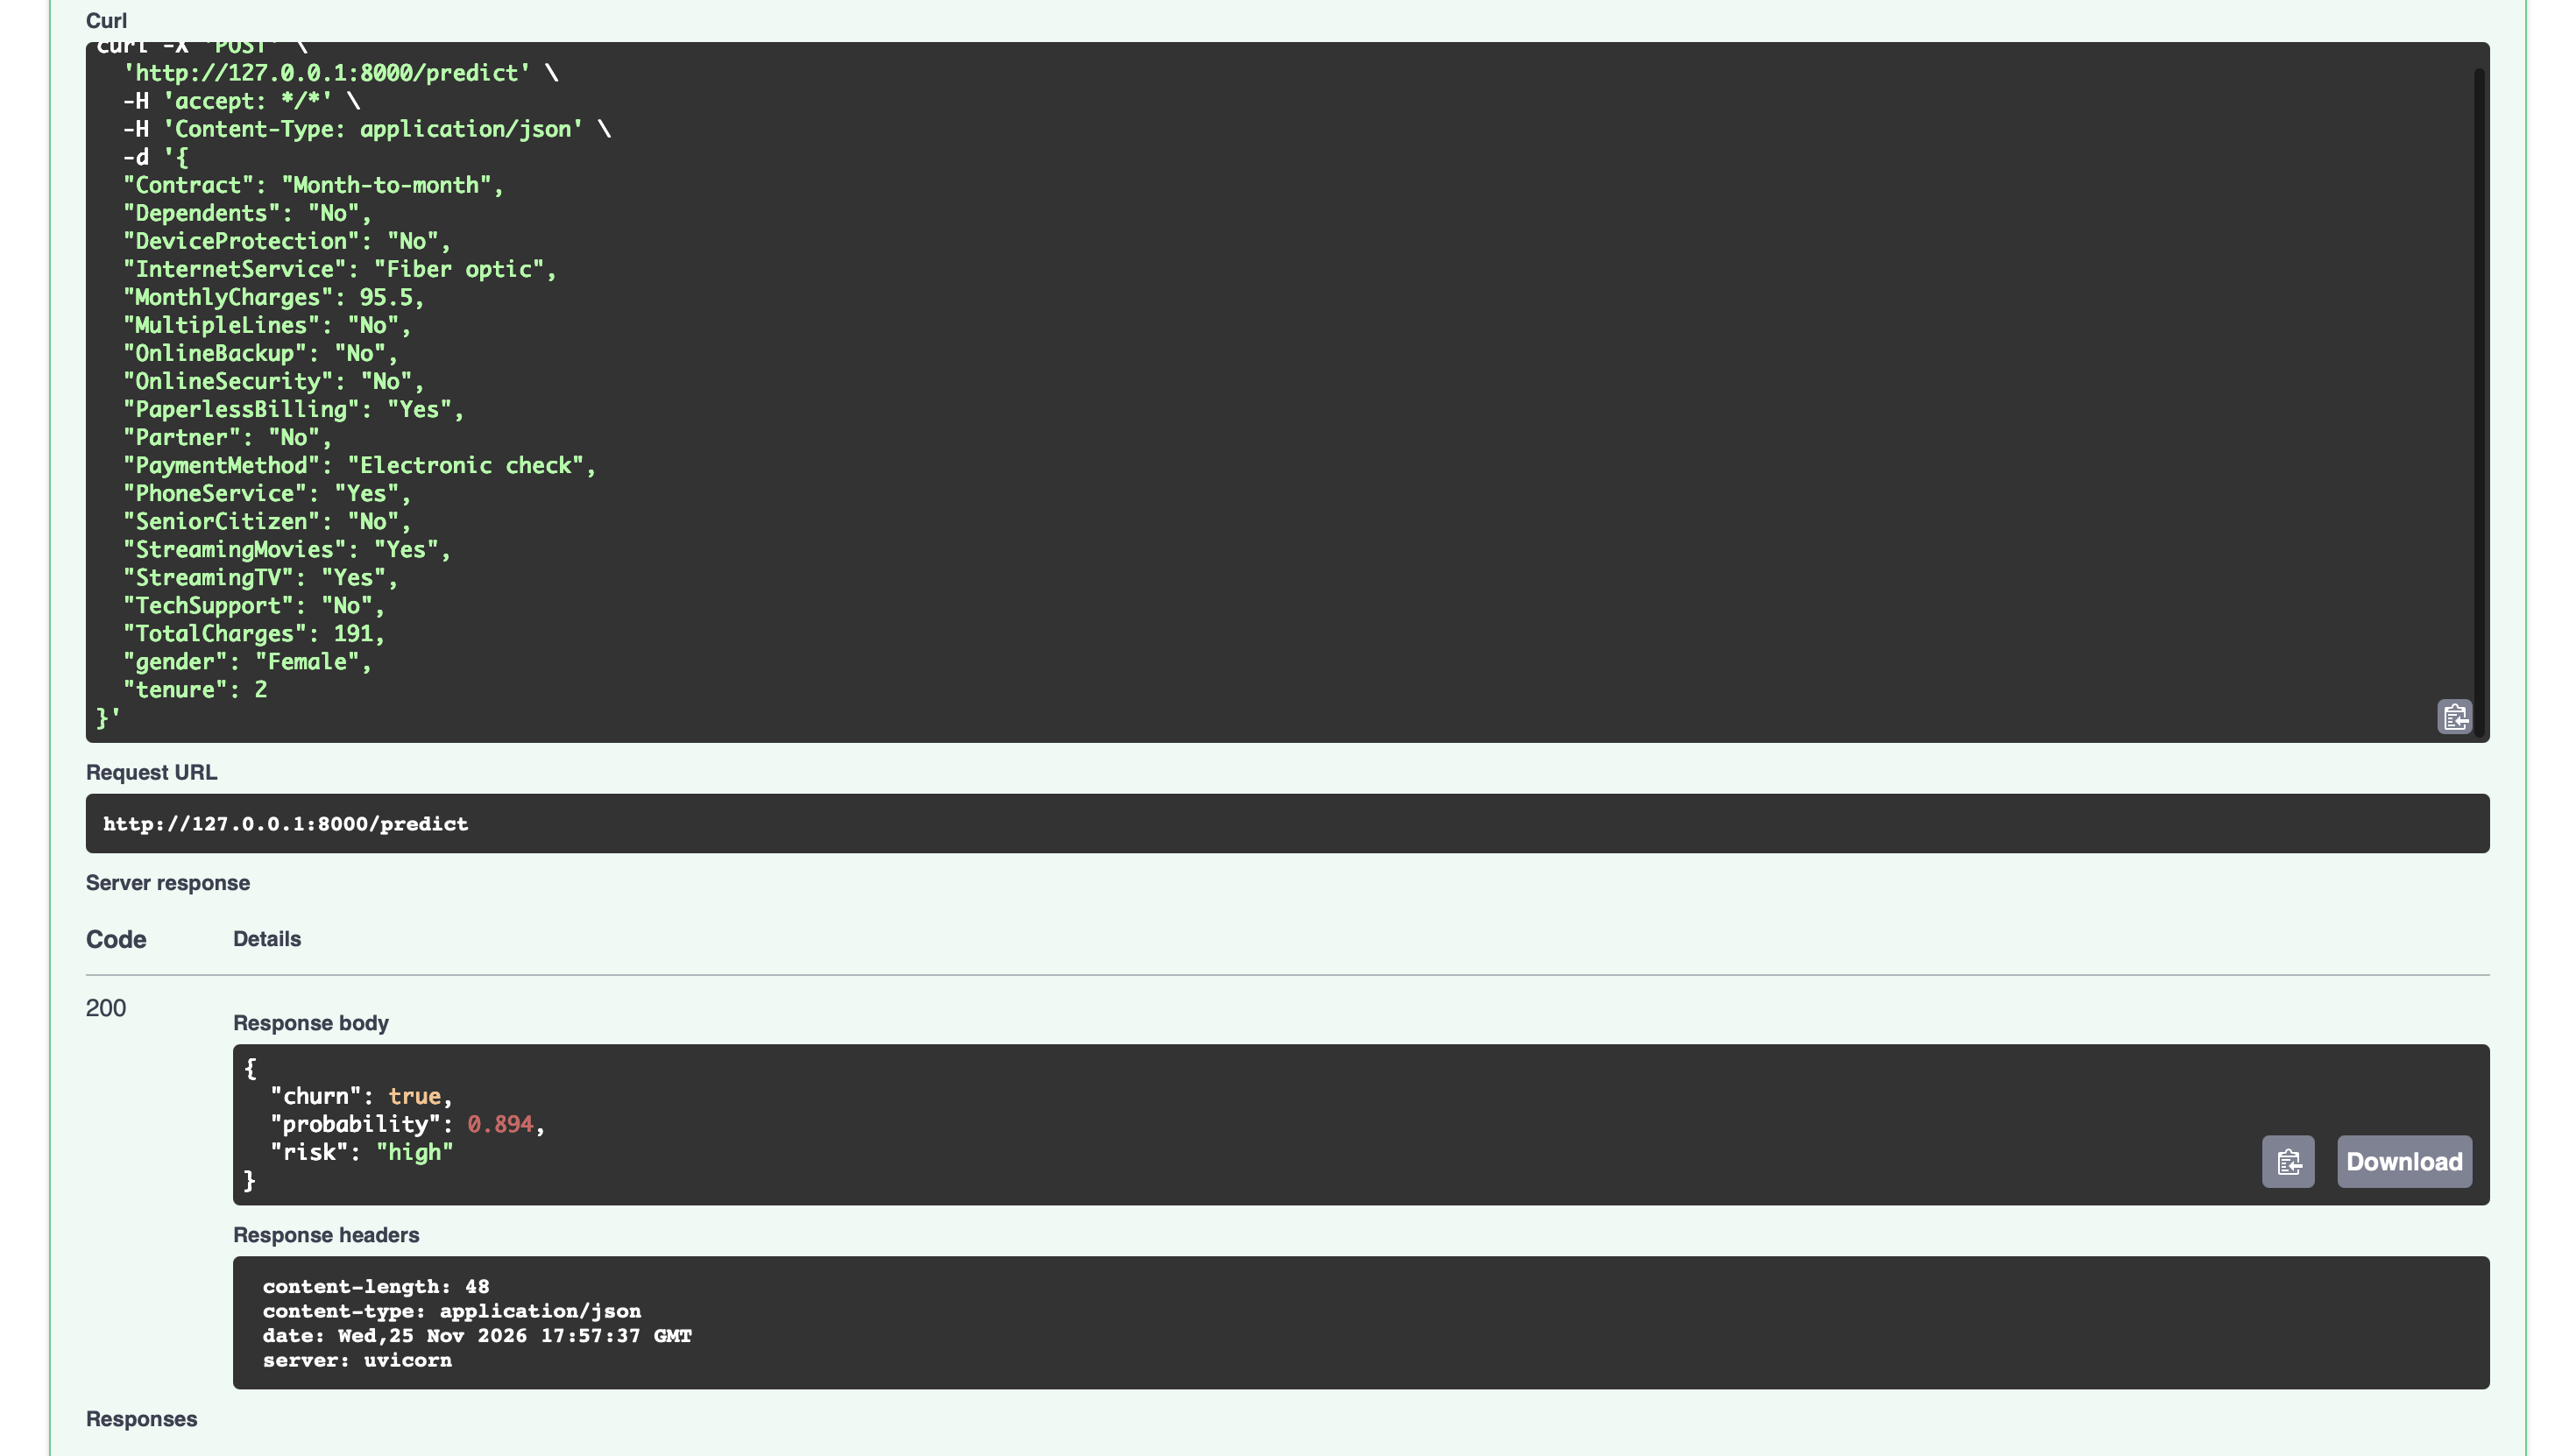 Curl
curl -X 'POST' \
'http://127.0.0.1:8000/predict' \
-H 'accept: */*' \
-H 'Content-Type: application/json' \
-d '{
"Contract": "Month-to-month",
"Dependents": "No",
"DeviceProtection": "No",
"InternetService": "Fiber optic",
"MonthlyCharges": 95.5,
"MultipleLines": "No",
"OnlineBackup": "No",
"OnlineSecurity": "No",
"PaperlessBilling": "Yes",
"Partner": "No",
"PaymentMethod": "Electronic check",
"PhoneService": "Yes",
"SeniorCitizen": "No",
"StreamingMovies": "Yes",
"StreamingTV": "Yes",
"TechSupport": "No",
"TotalCharges": 191,
"gender": "Female",
"tenure": 2
}'
Request URL
http://127.0.0.1:8000/predict
Server response
Code Details
200
Response body
{
"churn": true,
"probability": 0.894,
"risk": "high"
}
Download
Response headers
content-length: 48
content-type: application/json
date: Wed,25 Nov 2026 17:57:37 GMT
server: uvicorn
Responses